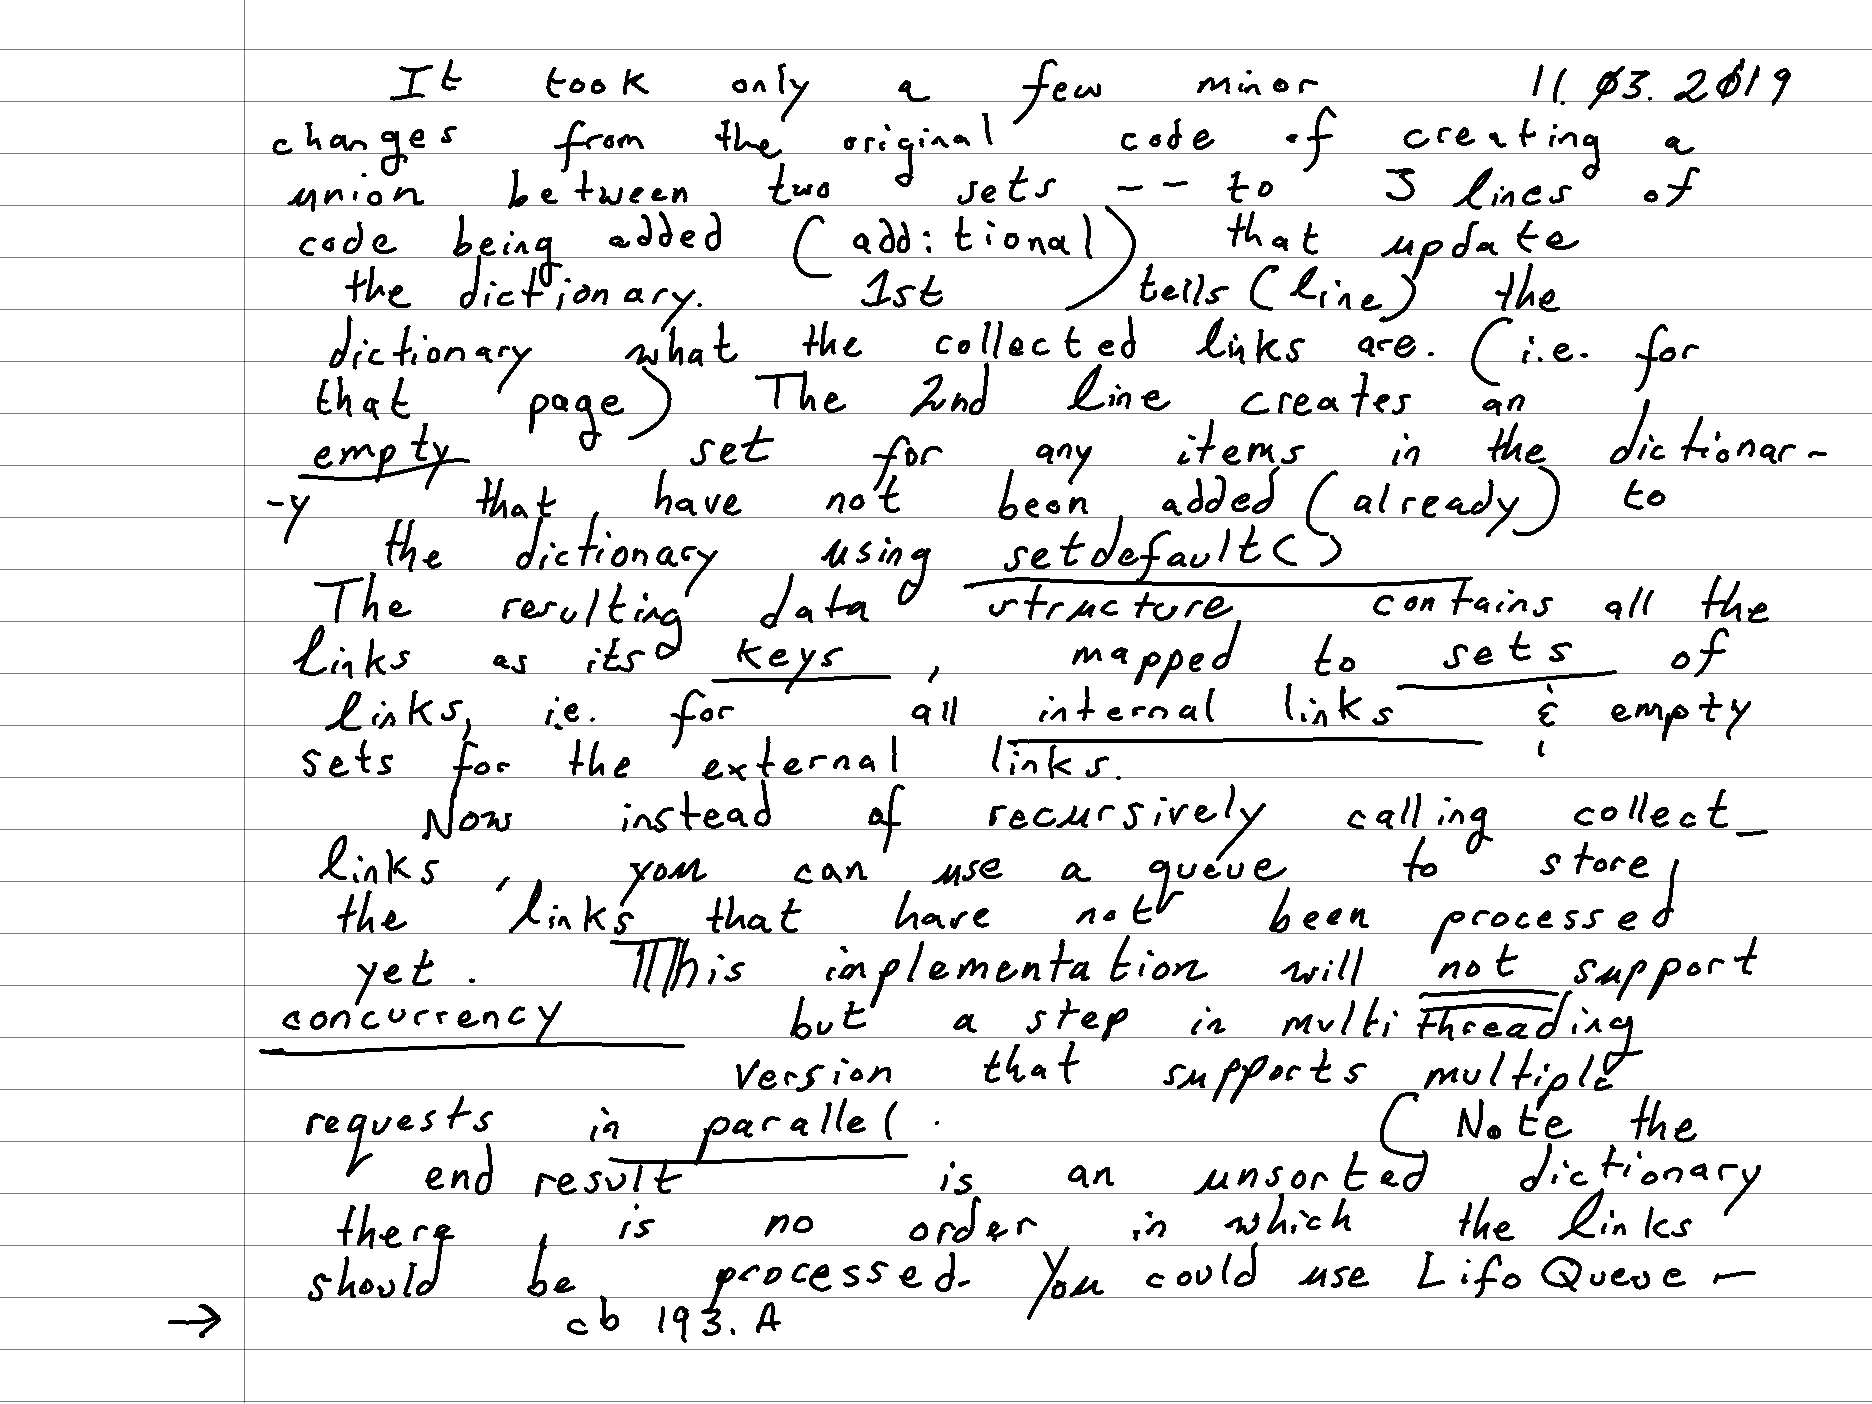 It took only a few minor 11.03.2019
changes from the original code of creating a
union between two sets -- to 3 lines of
code being added (additional) that update
the dictionary. 1st tells (line) the
dictionary what the collected links are. (i.e. for
that page) The 2nd line creates an
empty set for any items in the dictionar-
-y that have not been added (already) to
the dictionary using setdefault()
The resulting data structure contains all the
links as its keys, mapped to sets of
links, i.e. for all internal links & empty
sets for the external links.
Now instead of recursively calling collect_
links, you can use a queue to store
the links that have not been processed
yet. This implementation will not support
concurrency but a step in multithreading
version that supports multiple
requests in parallel. (Note the
end result is an unsorted dictionary
there is no order in which the links
should be processed. You could use LifoQueue -
→ cb 193.A